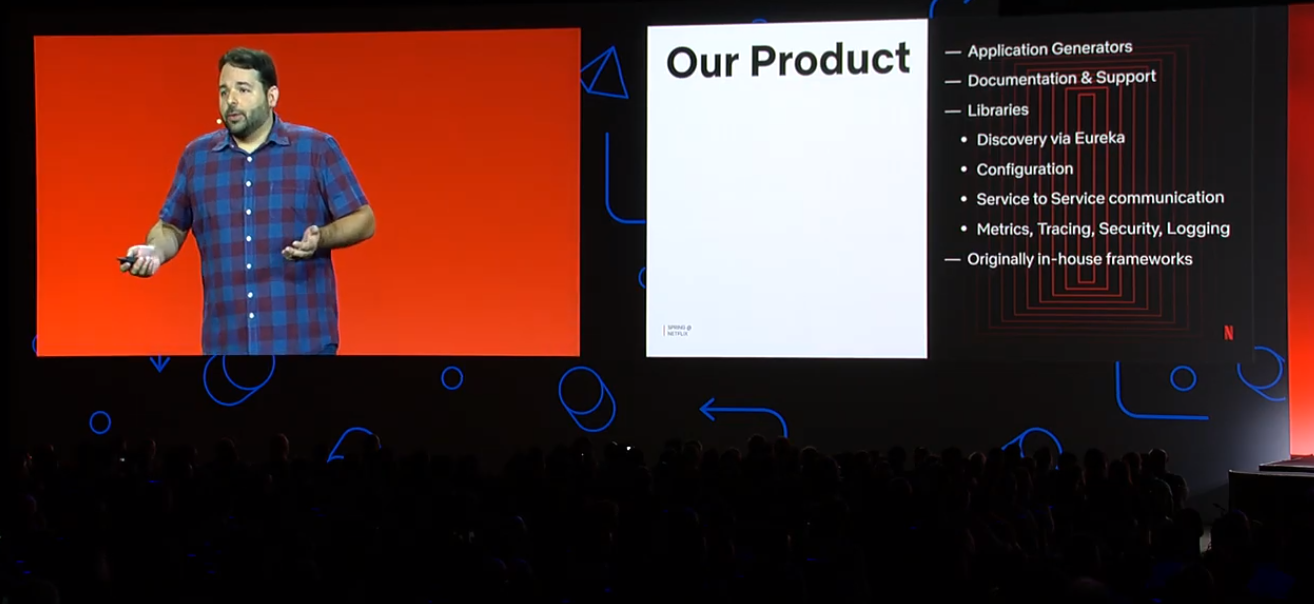 Our Product
— Application Generators
— Documentation & Support
— Libraries
• Discovery via Eureka
• Configuration
• Service to Service communication
• Metrics, Tracing, Security, Logging
— Originally in-house frameworks
SPRING @
NETFLIX
N